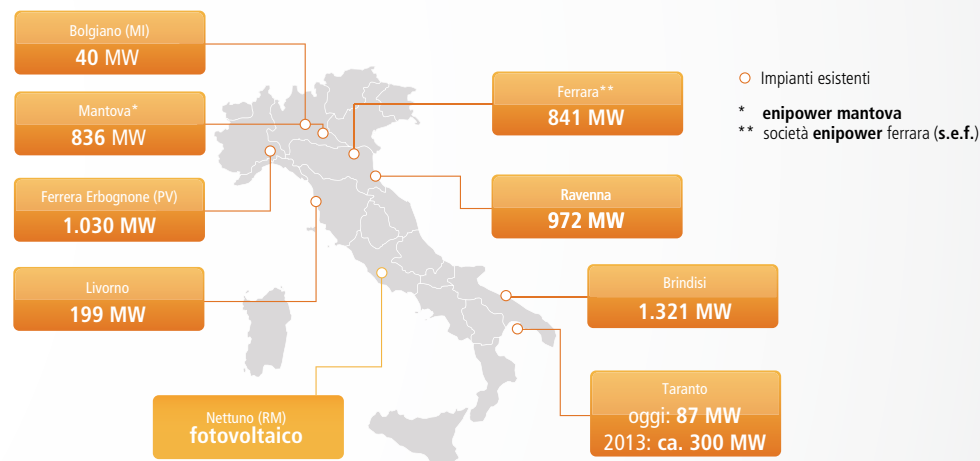 Bolgiano (MI)
40 MW
Mantova*
836 MW
Ferrera Erbognone (PV)
1.030 MW
Livorno
199 MW
Nettuno (RM)
fotovoltaico
Ferrara**
841 MW
Ravenna
972 MW
Brindisi
1.321 MW
Taranto
oggi: 87 MW
2013: ca. 300 MW
Impianti esistenti
* enipower mantova
** società enipower ferrara (s.e.f.)